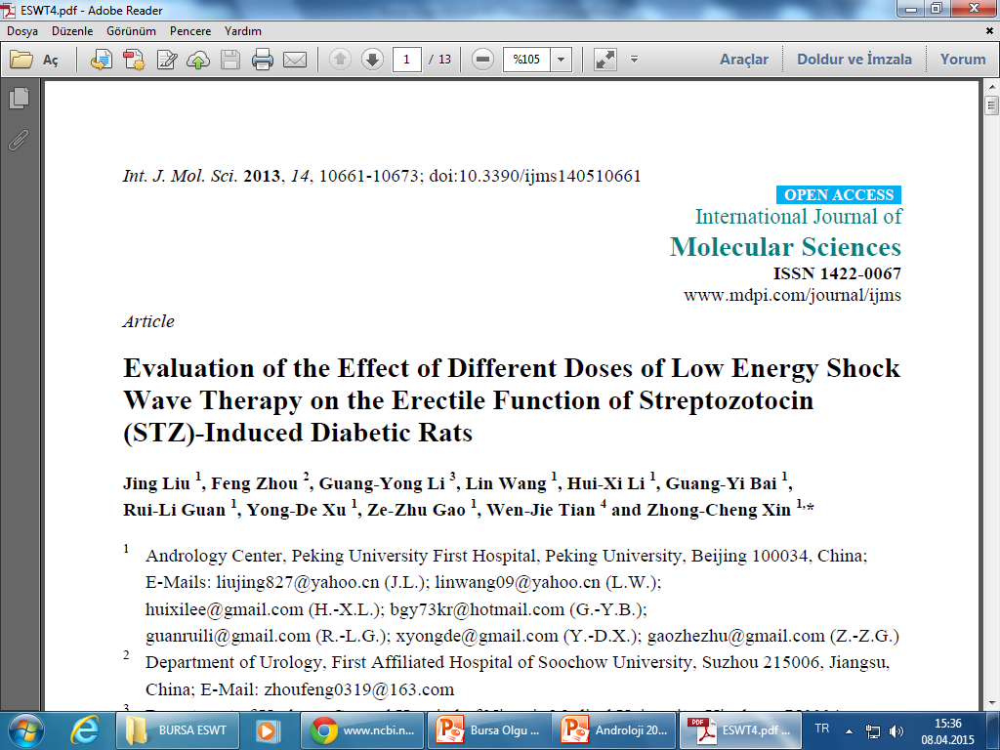 ESWT4.pdf - Adobe Reader
Dosya Düzenle Görünüm Pencere Yardım
Aç 1 / 13 %105 Araçlar Doldur ve İmzala Yorum
Int. J. Mol. Sci. 2013, 14, 10661-10673; doi:10.3390/ijms140510661
OPEN ACCESS
International Journal of
Molecular Sciences
ISSN 1422-0067
www.mdpi.com/journal/ijms
Article
Evaluation of the Effect of Different Doses of Low Energy Shock
Wave Therapy on the Erectile Function of Streptozotocin
(STZ)-Induced Diabetic Rats
Jing Liu 1, Feng Zhou 2, Guang-Yong Li 3, Lin Wang 1, Hui-Xi Li 1, Guang-Yi Bai 1,
Rui-Li Guan 1, Yong-De Xu 1, Ze-Zhu Gao 1, Wen-Jie Tian 4 and Zhong-Cheng Xin 1,*
1 Andrology Center, Peking University First Hospital, Peking University, Beijing 100034, China;
E-Mails: liujing827@yahoo.cn (J.L.); linwang09@yahoo.cn (L.W.);
huixilee@gmail.com (H.-X.L.); bgy73kr@hotmail.com (G.-Y.B.);
guanruili@gmail.com (R.-L.G.); xyongde@gmail.com (Y.-D.X.); gaozhezhu@gmail.com (Z.-Z.G.)
2 Department of Urology, First Affiliated Hospital of Soochow University, Suzhou 215006, Jiangsu,
China; E-Mail: zhoufeng0319@163.com
3
BURSA ESWT www.ncbi.n... Bursa Olgu ... Androloji 20... PDF ESWT4.pdf ... TR 15:36
08.04.2015